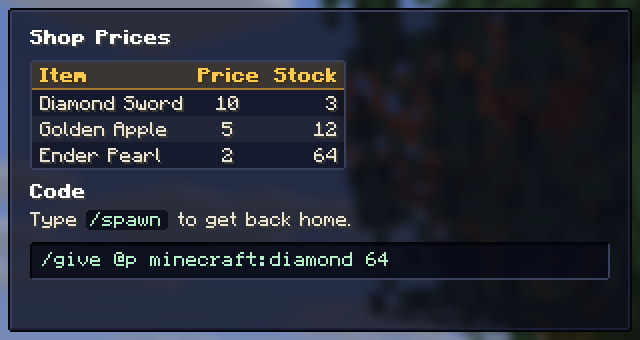 Shop Prices
Item Price Stock
Diamond Sword 10 3
Golden Apple 5 12
Ender Pearl 2 64
Code
Type /spawn to get back home.
/give @p minecraft:diamond 64